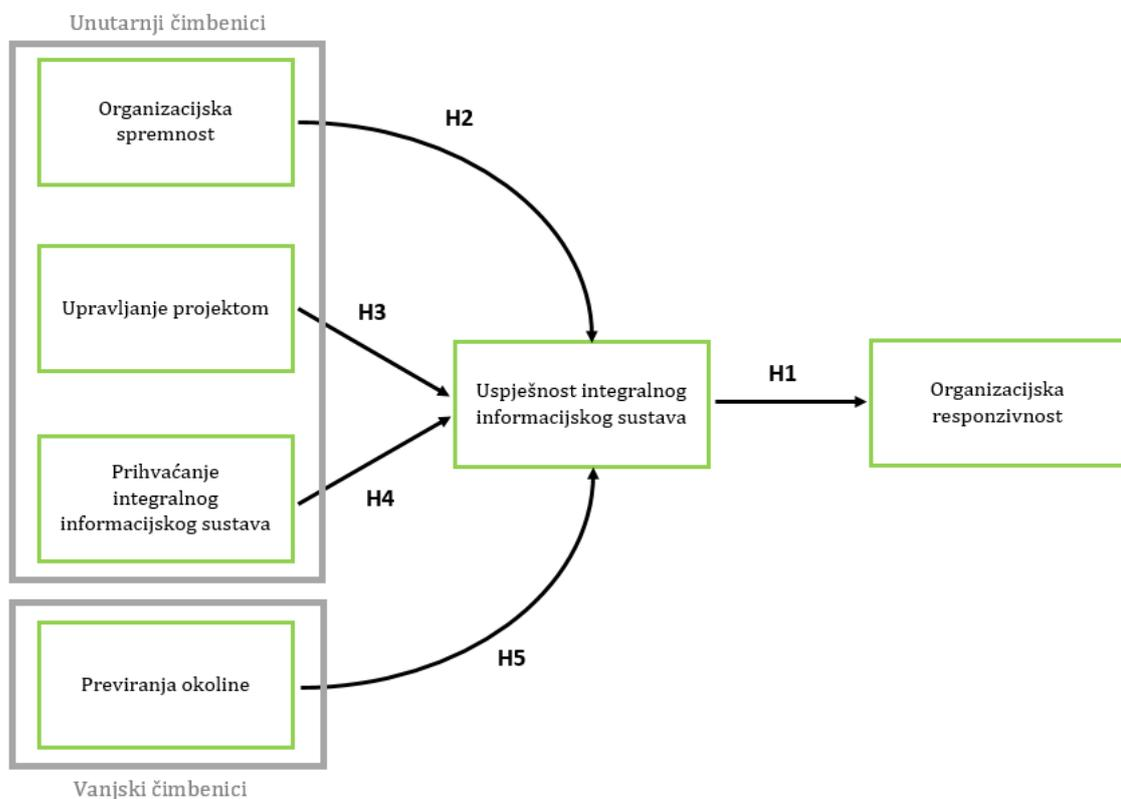 Unutarnji čimbenici
Organizacijska
spremnost
H2
Upravljanje projektom
H3
Uspješnost integralnog
informacijskog sustava
H1
Organizacijska
responzivnost
Prihvaćanje
integralnog
informacijskog sustava
H4
Previranja okoline
H5
Vanjski čimbenici